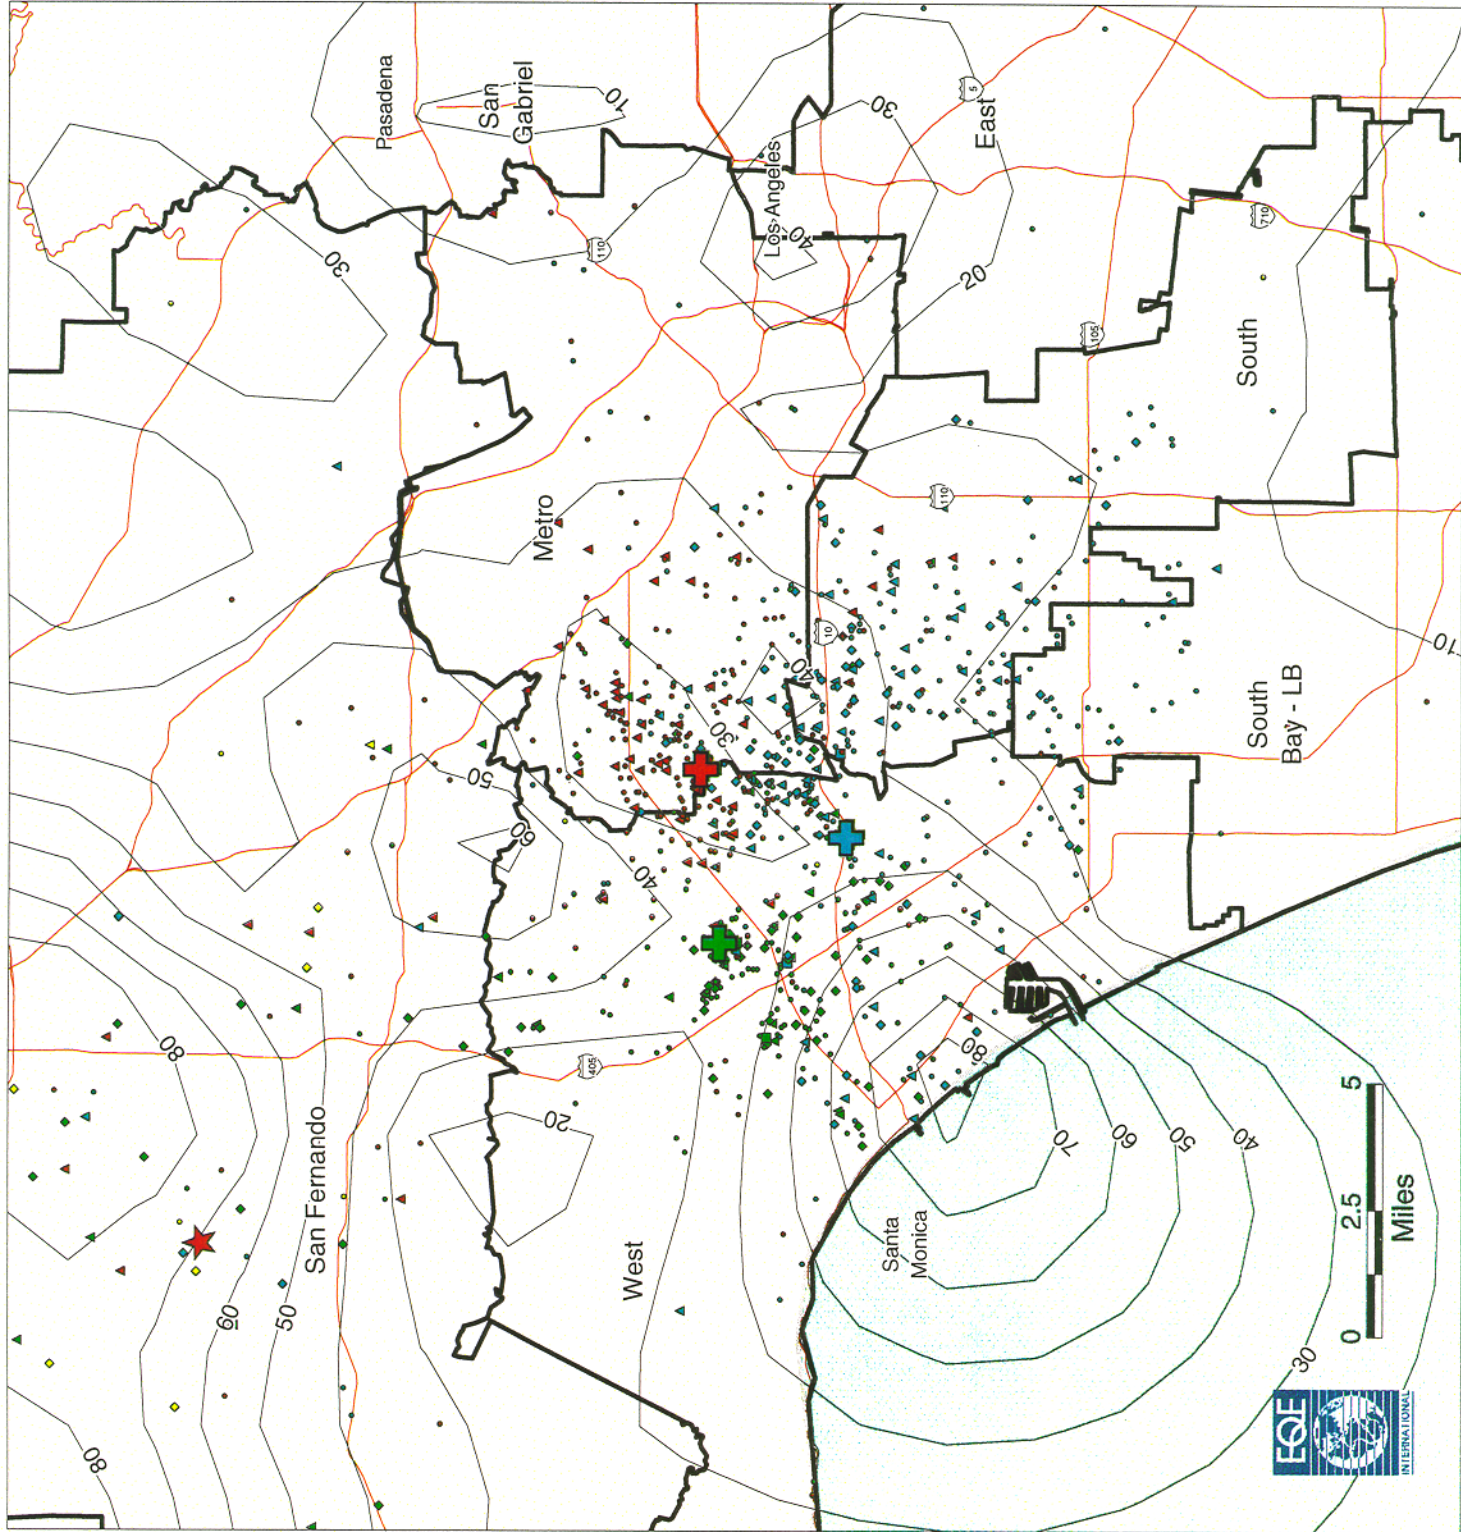 Pasadena
San
Gabriel
10
30
5
East
Los Angeles
40
30
110
20
710
105
South
Metro
110
10
40
30
South
Bay - LB
10
50
60
40
80
405
80
20
San Fernando
60
50
West
Santa
Monica
70
60
50
40
30
80
0
2.5
5
Miles
EQE
INTERNATIONAL